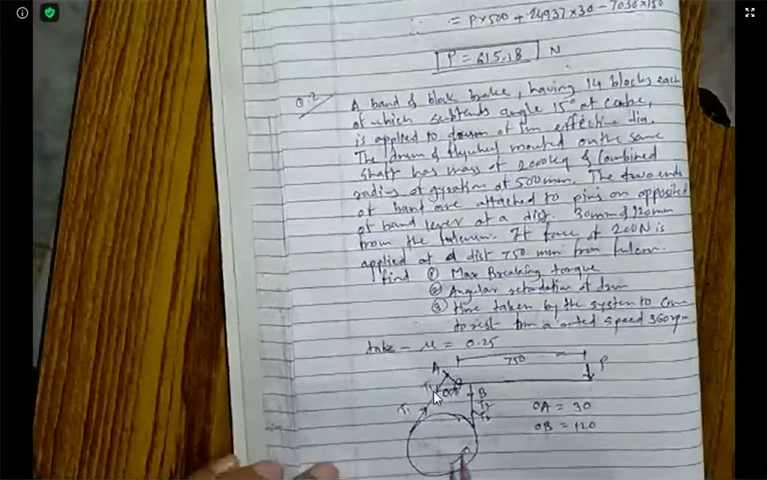 = P×500 + 24937×30 - 7030×150
P = 615.18 N
Q.2 A band & block brake, having 14 blocks each
of which subtends angle 15° at centre,
is applied to drum of 1m effective dia.
The drum & flywheel mounted on the same
shaft has mass of 2000kg & Combined
radius of gyration of 500mm. The two ends
of band are attached to pins on opposite
of band lever at a dist. 30mm & 120mm
from the fulcrum. If force of 200N is
applied at a dist 750 mm from fulcrum.
find ① Max Breaking torque
② Angular retardation of drum
③ time taken by the system to come
to rest from a rated speed 360rpm
take - μ = 0.25
750
A
P
B
T1
OA = 30
OB = 120